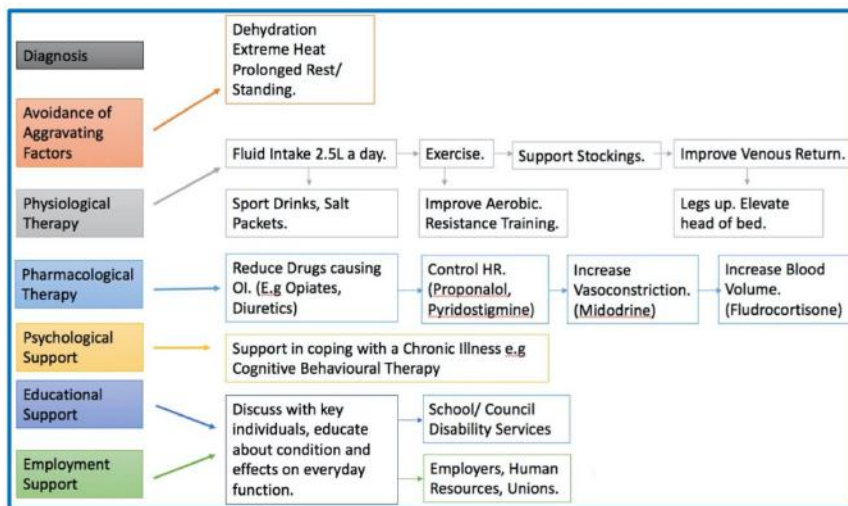 Diagnosis
Dehydration
Extreme Heat
Prolonged Rest/
Standing.
Avoidance of
Aggravating
Factors
Physiological
Therapy
Fluid Intake 2.5L a day.
Exercise.
Support Stockings.
Improve Venous Return.
Sport Drinks, Salt
Packets.
Improve Aerobic.
Resistance Training.
Legs up. Elevate
head of bed.
Pharmacological
Therapy
Reduce Drugs causing
OI. (E.g Opiates,
Diuretics)
Control HR.
(Proponalol,
Pyridostigmine)
Increase
Vasoconstriction.
(Midodrine)
Increase Blood
Volume.
(Fludrocortisone)
Psychological
Support
Support in coping with a Chronic Illness e.g
Cognitive Behavioural Therapy
Educational
Support
Employment
Support
Discuss with key
individuals, educate
about condition and
effects on everyday
function.
School/ Council
Disability Services
Employers, Human
Resources, Unions.